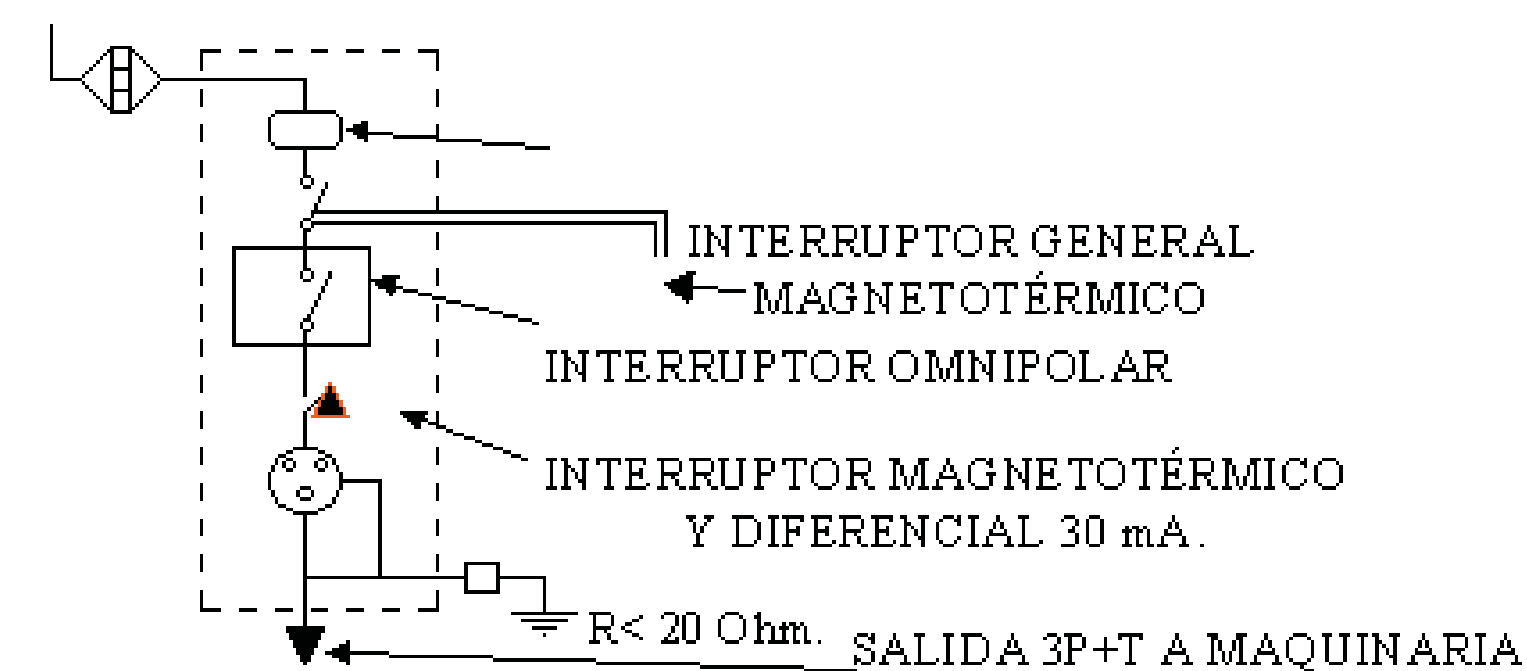 INTERRUPTOR GENERAL
MAGNETOTÉRMICO
INTERRUPTOR OMNIPOLAR
INTERRUPTOR MAGNETOTÉRMICO
Y DIFERENCIAL 30 mA.
R< 20 Ohm.
SALIDA 3P+T A MAQUINARIA